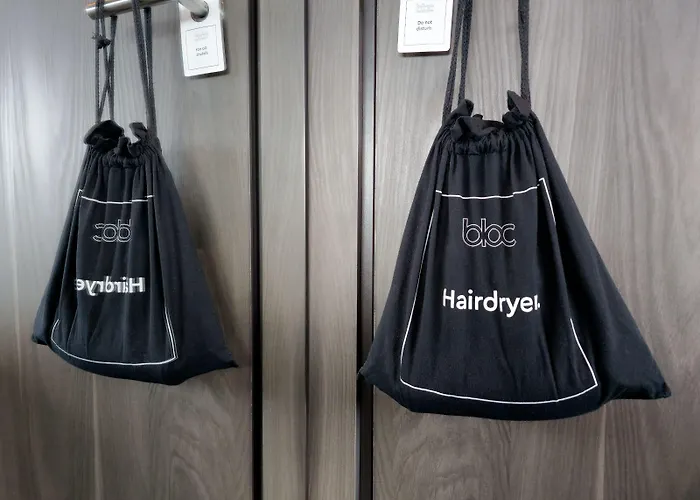 Do not
disturb
bloc
Hairdryer